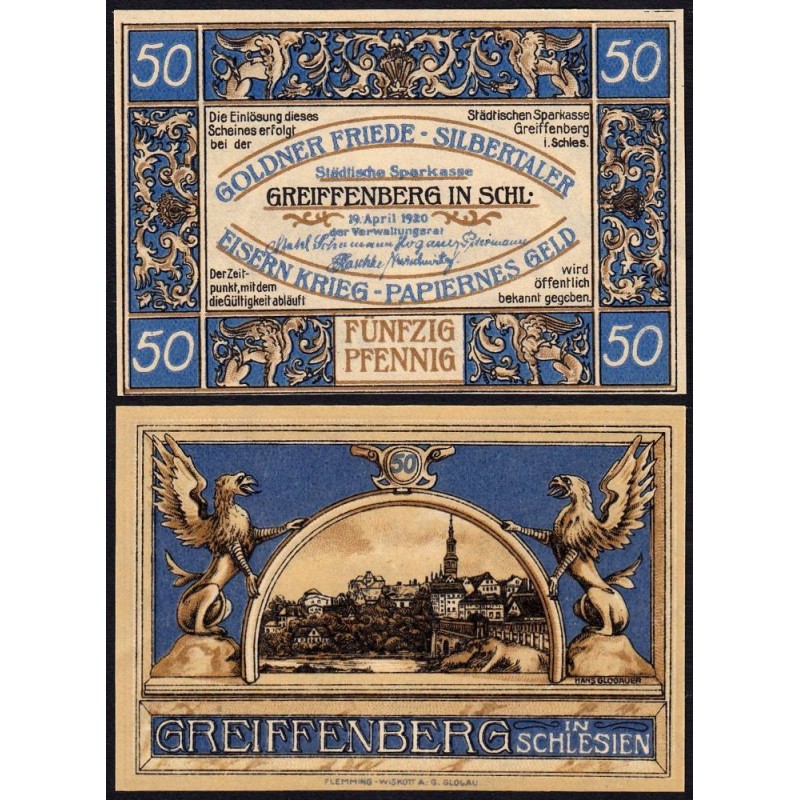 50
50
Die Einlösung dieses
Scheines erfolgt
bei der
Städtischen Sparkasse
Greiffenberg
i. Schles.
GOLDNER FRIEDE - SILBERTALER
Städtische Sparkasse
GREIFFENBERG IN SCHL.
19. April 1920
der Verwaltungsrat
EISERN KRIEG - PAPIERNES GELD
Der Zeit-
punkt, mit dem
die Gültigkeit abläuft
wird
öffentlich
bekannt gegeben.
50
FÜNFZIG
PFENNIG
50
50
HANS GLOGAUER
GREIFFENBERG IN SCHLESIEN
FLEMMING-WISKOTT A.-G. GLOGAU